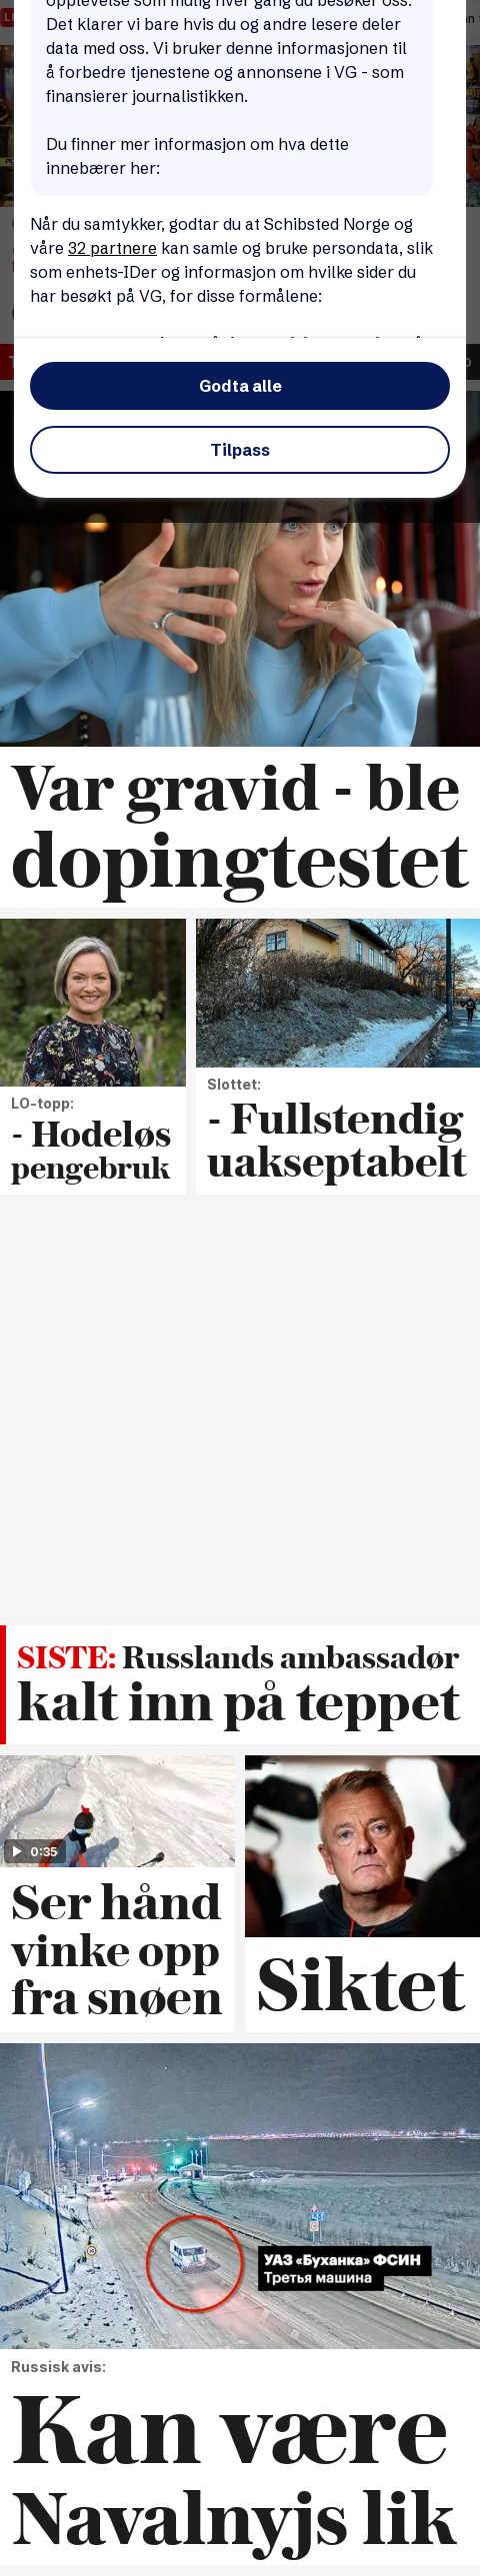 opplevelse som mulig hver gang du besøker oss.
Det klarer vi bare hvis du og andre lesere deler
data med oss. Vi bruker denne informasjonen til
å forbedre tjenestene og annonsene i VG - som
finansierer journalistikken.
Du finner mer informasjon om hva dette
innebærer her:
Når du samtykker, godtar du at Schibsted Norge og
våre 32 partnere kan samle og bruke persondata, slik
som enhets-IDer og informasjon om hvilke sider du
har besøkt på VG, for disse formålene:
Godta alle
Tilpass
Var gravid - ble
dopingtestet
LO-topp:
- Hodeløs
pengebruk
Slottet:
- Fullstendig
uakseptabelt
SISTE: Russlands ambassadør
kalt inn på teppet
0:35
Ser hånd
vinke opp
fra snøen
Siktet
УАЗ «Буханка» ФСИН
Третья машина
Russisk avis:
Kan være
Navalnyjs lik